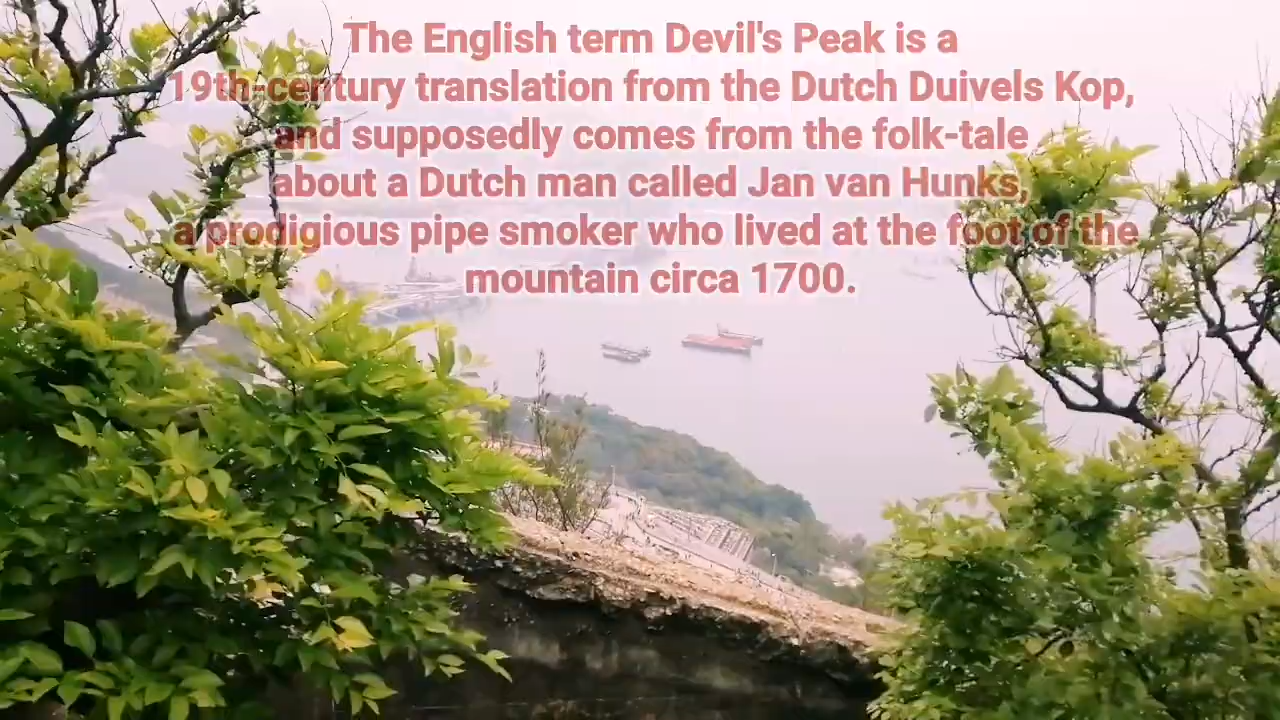 The English term Devil's Peak is a
19th-century translation from the Dutch Duivels Kop,
and supposedly comes from the folk-tale
about a Dutch man called Jan van Hunks,
a prodigious pipe smoker who lived at the foot of the
mountain circa 1700.